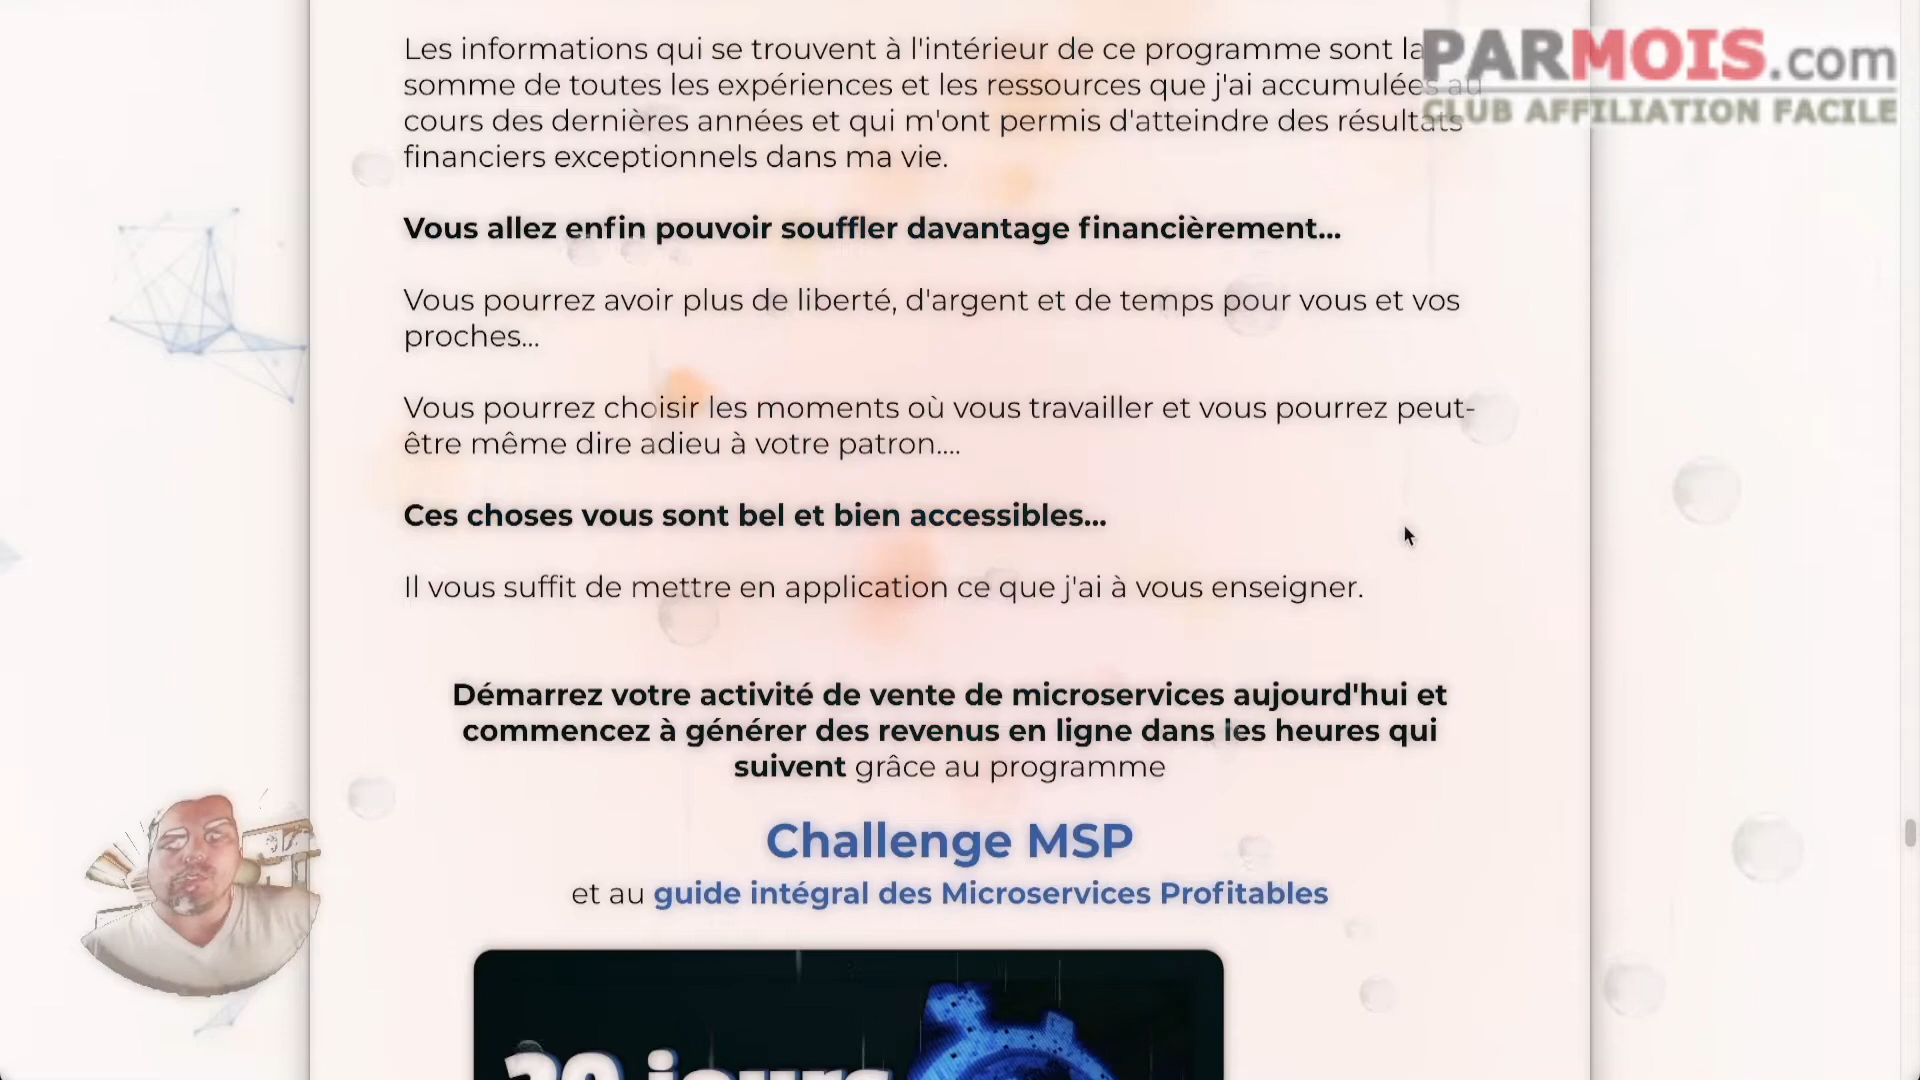 PARMOIS.com
CLUB AFFILIATION FACILE
Les informations qui se trouvent à l'intérieur de ce programme sont la
somme de toutes les expériences et les ressources que j'ai accumulées au
cours des dernières années et qui m'ont permis d'atteindre des résultats
financiers exceptionnels dans ma vie.
Vous allez enfin pouvoir souffler davantage financièrement...
Vous pourrez avoir plus de liberté, d'argent et de temps pour vous et vos
proches...
Vous pourrez choisir les moments où vous travailler et vous pourrez peut-
être même dire adieu à votre patron....
Ces choses vous sont bel et bien accessibles...
Il vous suffit de mettre en application ce que j'ai à vous enseigner.
Démarrez votre activité de vente de microservices aujourd'hui et
commencez à générer des revenus en ligne dans les heures qui
suivent grâce au programme
Challenge MSP
et au guide intégral des Microservices Profitables
jours